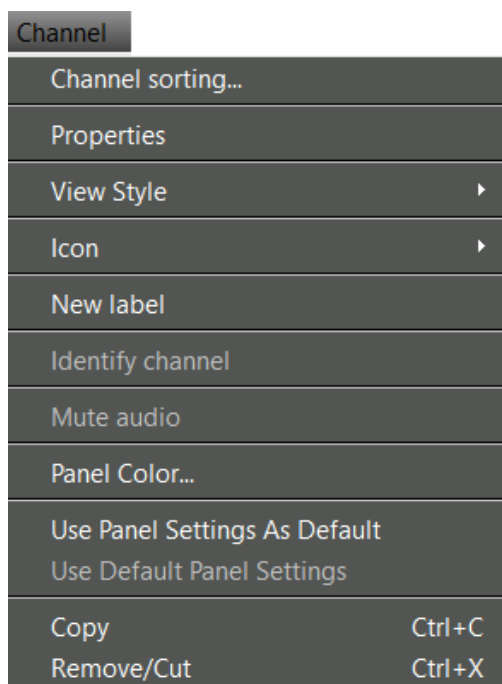 Channel
Channel sorting...
Properties
View Style
Icon
New label
Identify channel
Mute audio
Panel Color...
Use Panel Settings As Default
Use Default Panel Settings
Copy Ctrl+C
Remove/Cut Ctrl+X